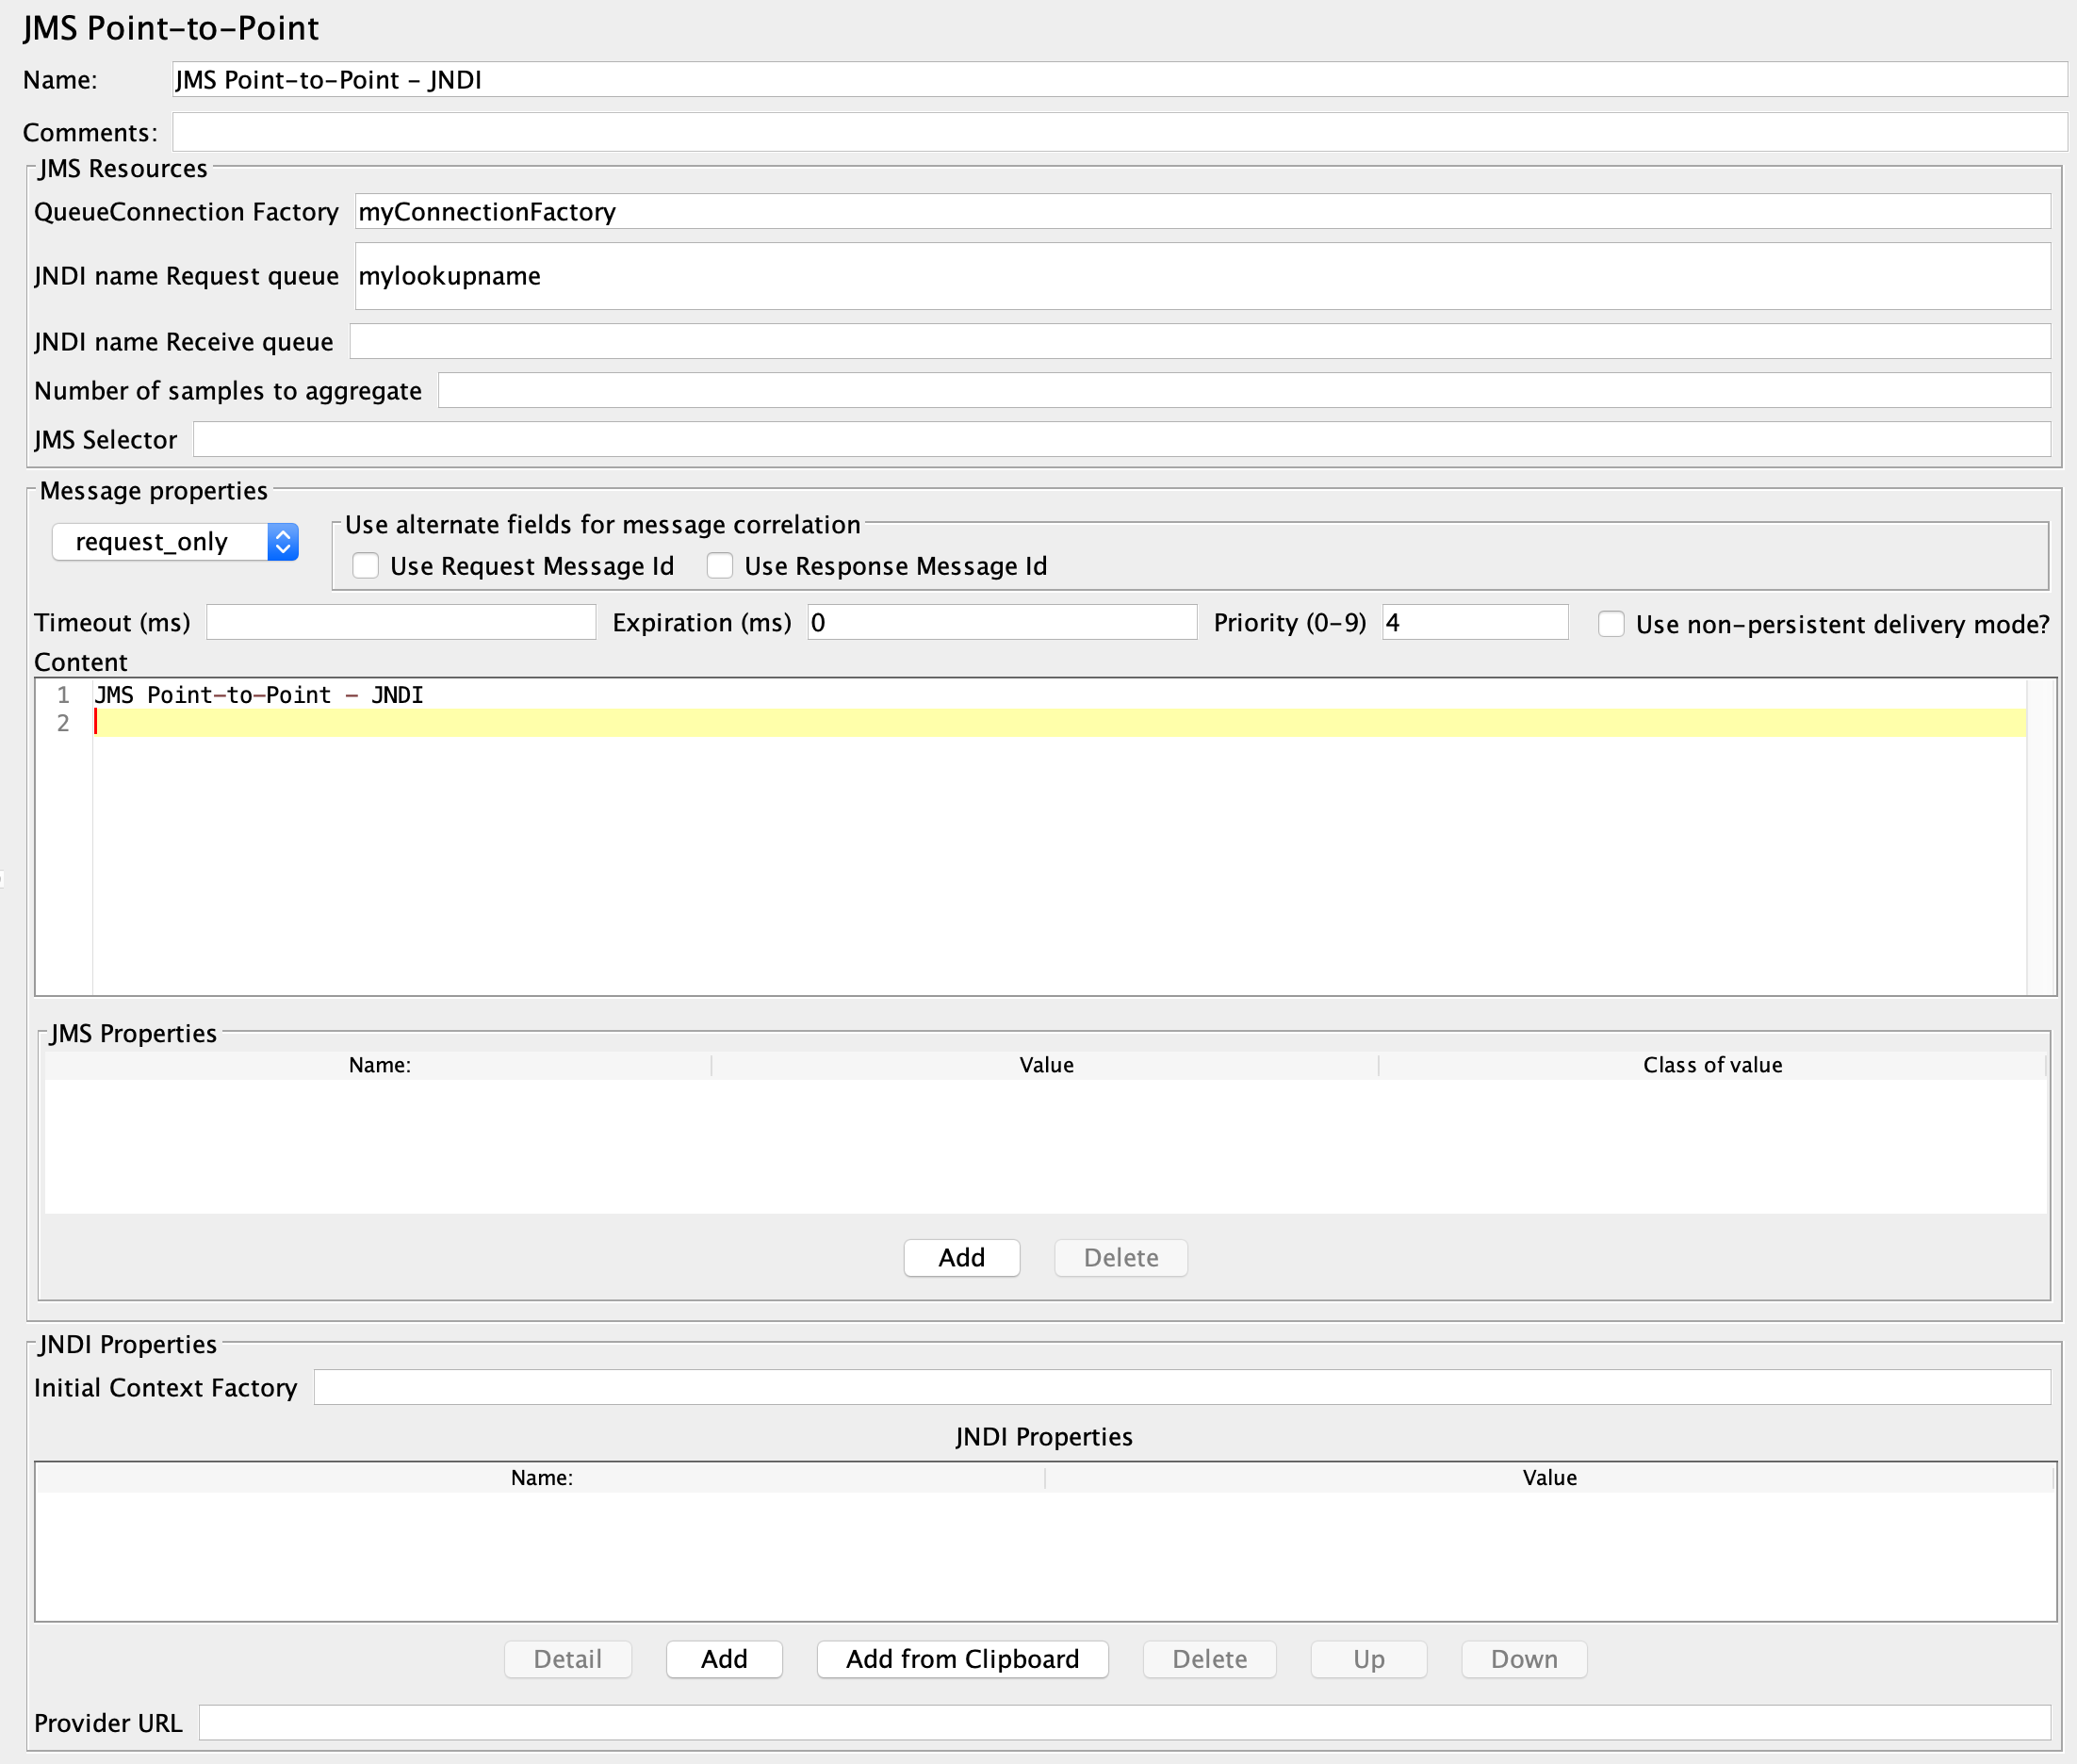 JMS Point-to-Point
Name: JMS Point-to-Point - JNDI
Comments:
JMS Resources
QueueConnection Factory myConnectionFactory
JNDI name Request queue mylookupname
JNDI name Receive queue
Number of samples to aggregate
JMS Selector
Message properties
request_only
Use alternate fields for message correlation
Use Request Message Id Use Response Message Id
Timeout (ms) Expiration (ms) 0 Priority (0-9) 4 Use non-persistent delivery mode?
Content
1 JMS Point-to-Point - JNDI
2
JMS Properties
Name: Value Class of value
Add Delete
JNDI Properties
Initial Context Factory
JNDI Properties
Name: Value
Detail Add Add from Clipboard Delete Up Down
Provider URL